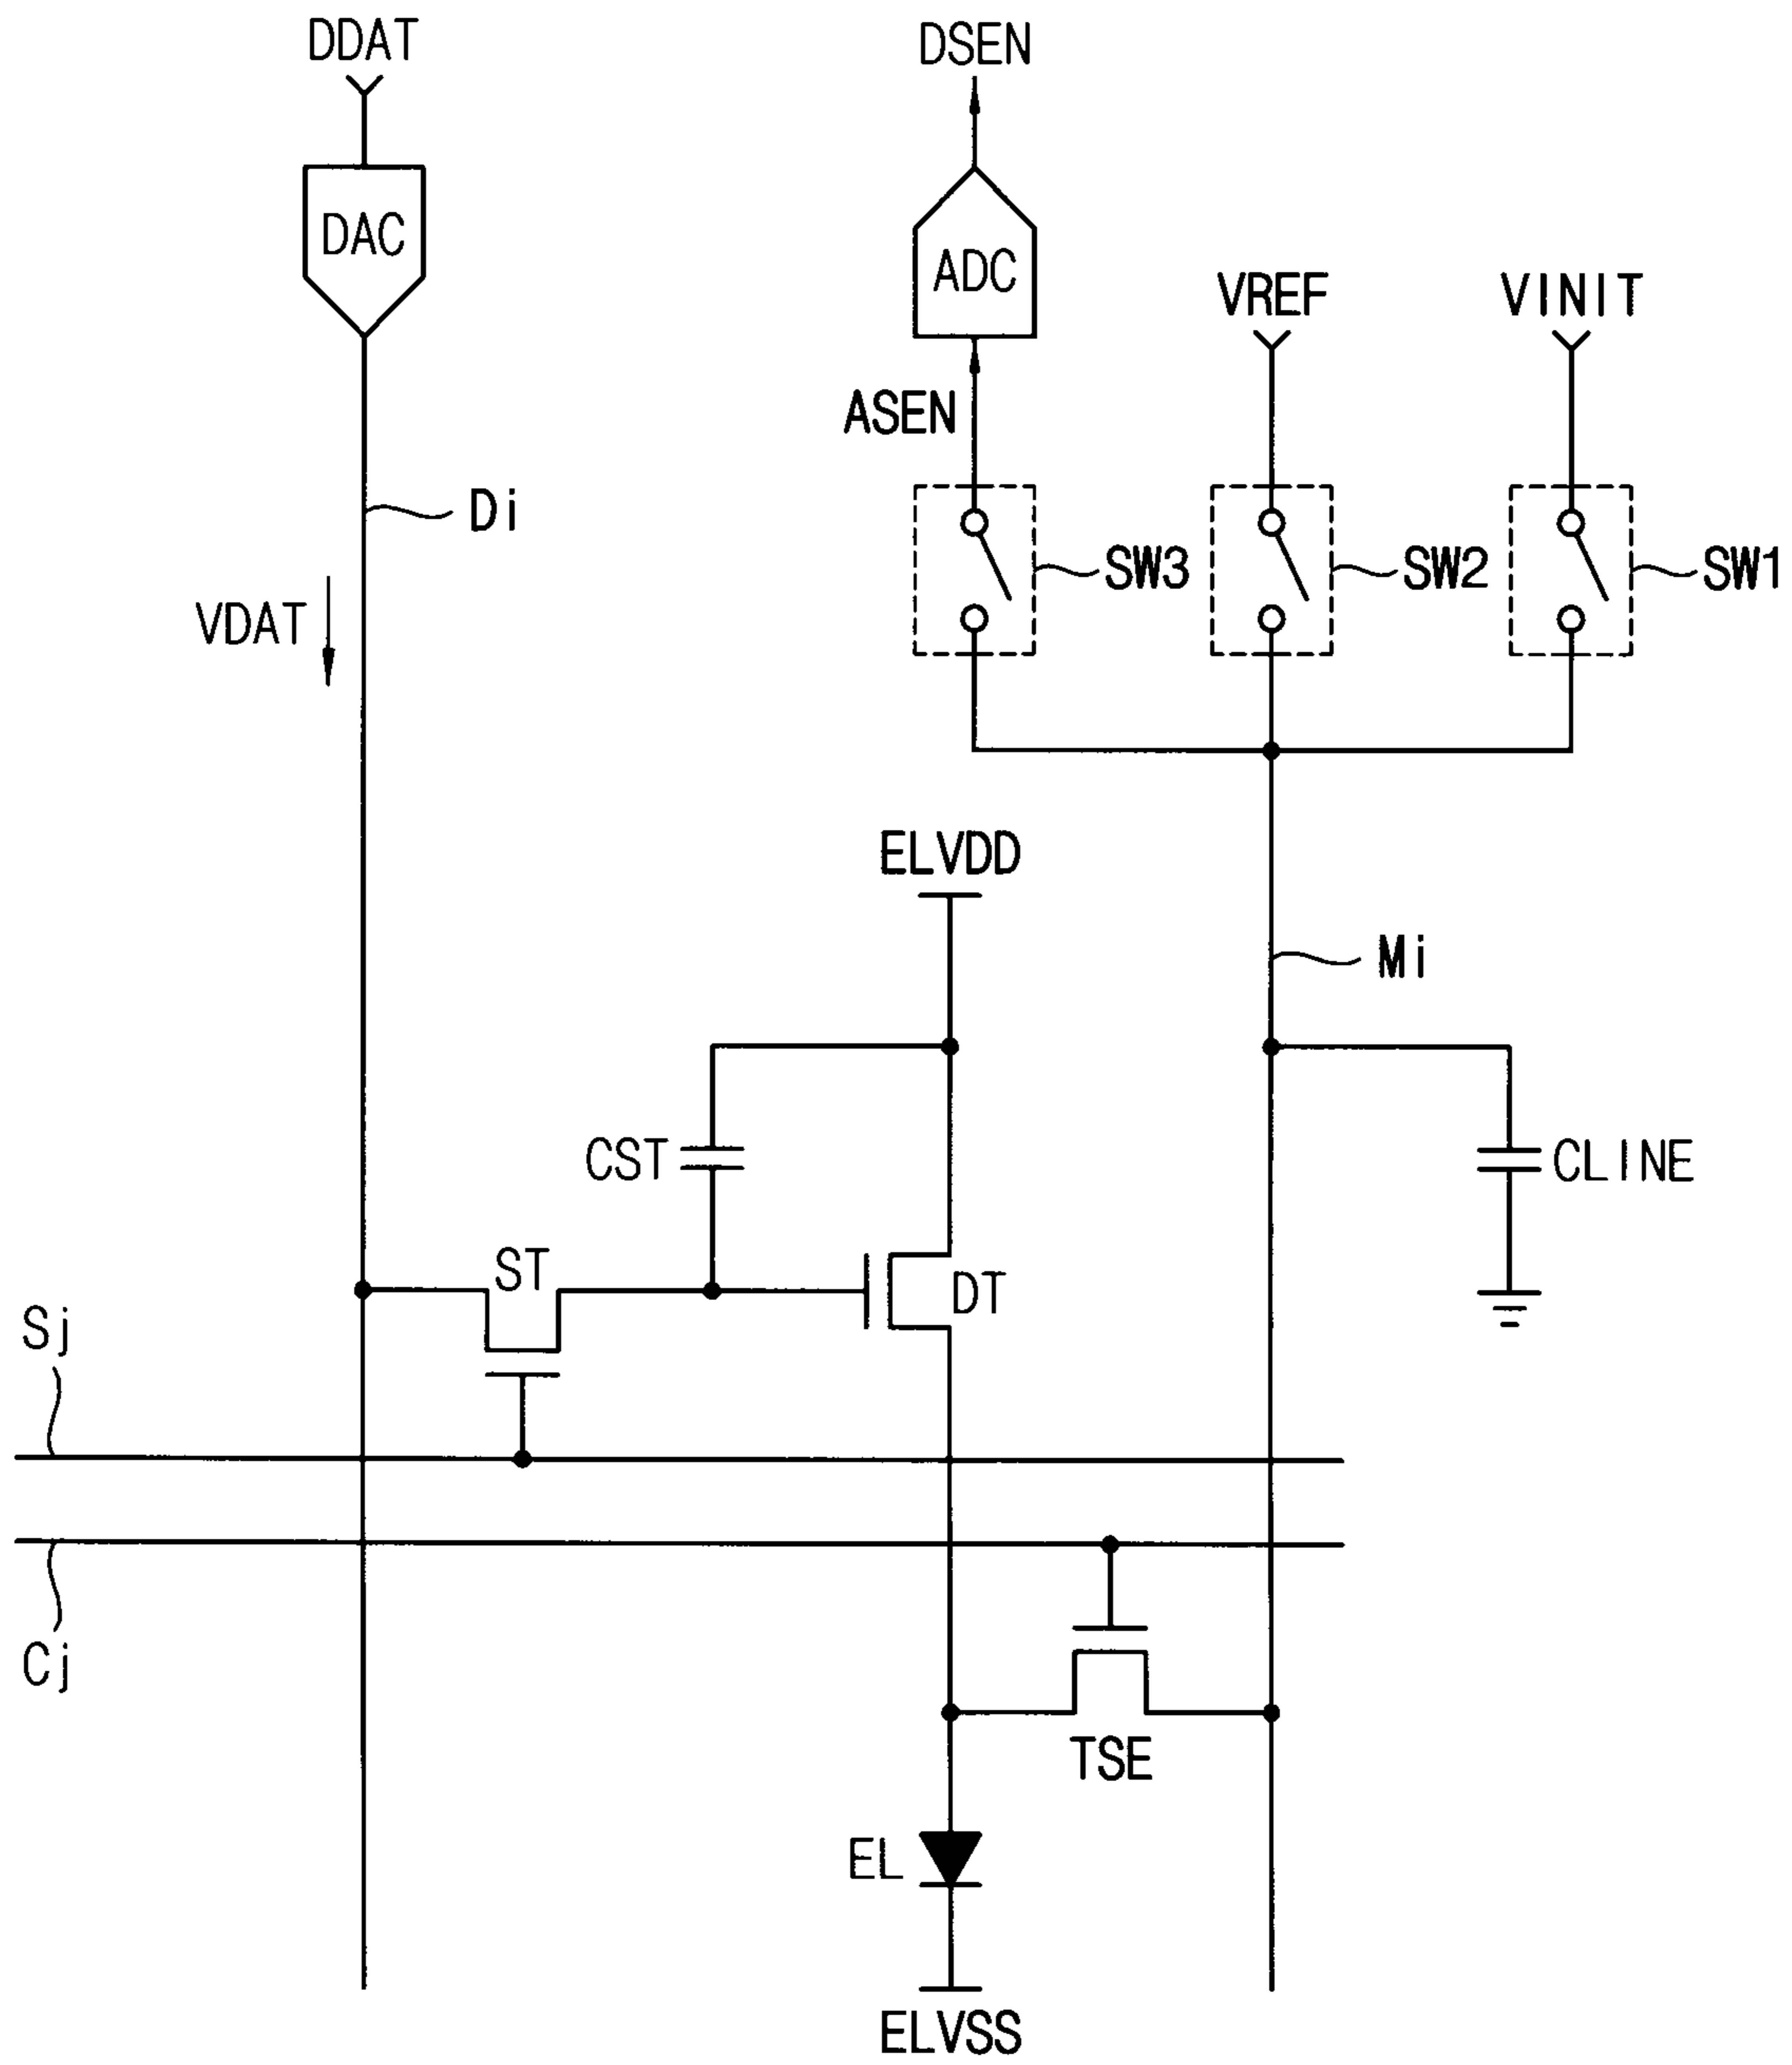 DDAT
DSEN
DAC
ADC
VREF
VINIT
ASEN
Di
SW3
SW2
SW1
VDAT
ELVDD
Mi
CST
CLINE
ST
DT
Sj
Cj
TSE
EL
ELVSS